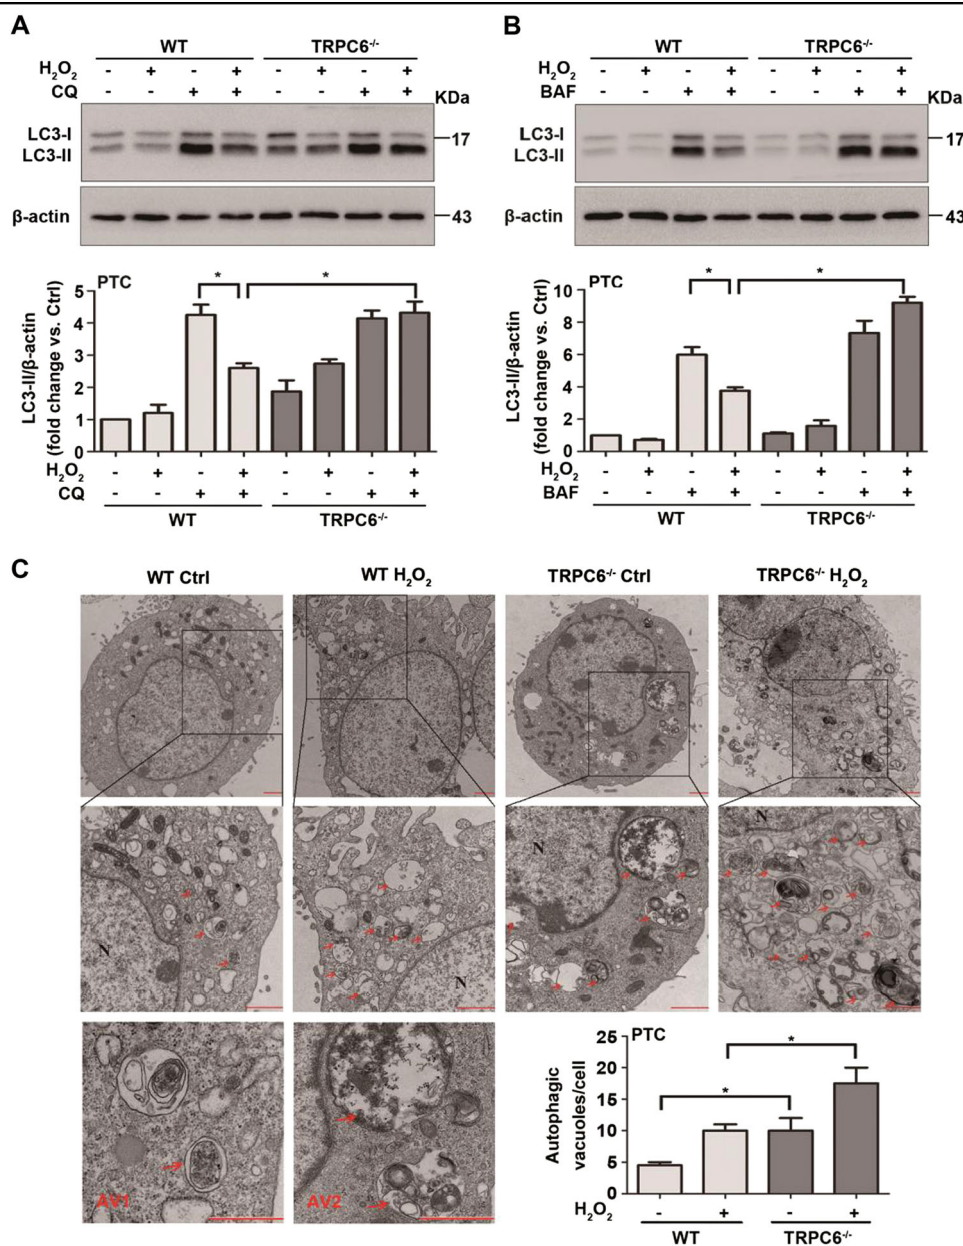 A
WT TRPC6-/-
H2O2 - + - + - + - +
CQ - - + + - - + + KDa
LC3-I 17
LC3-II
β-actin 43
PTC
LC3-II/β-actin
(fold change vs. Ctrl)
5
4
3
2
1
0
* *
H2O2 - + - + - + - +
CQ - - + + - - + +
WT TRPC6-/-
B
WT TRPC6-/-
H2O2 - + - + - + - +
BAF - - + + - - + + KDa
LC3-I 17
LC3-II
β-actin 43
PTC
LC3-II/β-actin
(fold change vs. Ctrl)
10
8
6
4
2
0
* *
H2O2 - + - + - + - +
BAF - - + + - - + +
WT TRPC6-/-
C
WT Ctrl WT H2O2 TRPC6-/- Ctrl TRPC6-/- H2O2
N N N N
AV1 AV2
PTC
Autophagic
vacuoles/cell
25
20
15
10
5
0
* *
H2O2 - + - +
WT TRPC6-/-